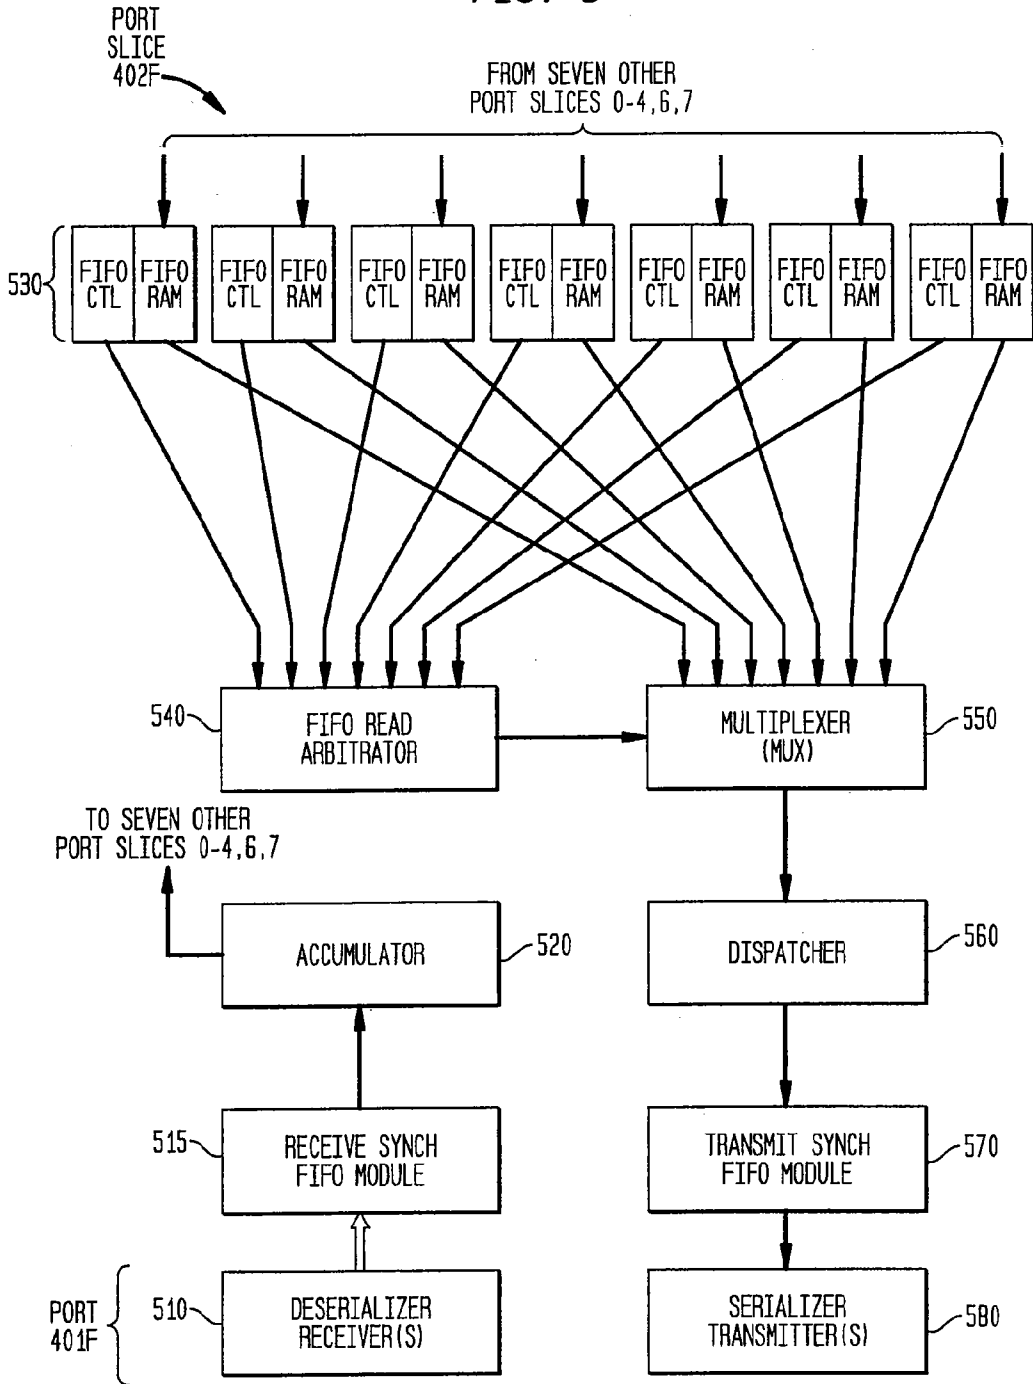 PORT
SLICE
402F
FROM SEVEN OTHER
PORT SLICES 0-4,6,7
530
FIFO CTL FIFO RAM FIFO CTL FIFO RAM FIFO CTL FIFO RAM FIFO CTL FIFO RAM FIFO CTL FIFO RAM FIFO CTL FIFO RAM FIFO CTL FIFO RAM
540
FIFO READ
ARBITRATOR
MULTIPLEXER
(MUX)
550
TO SEVEN OTHER
PORT SLICES 0-4,6,7
ACCUMULATOR
520
DISPATCHER
560
515
RECEIVE SYNCH
FIFO MODULE
TRANSMIT SYNCH
FIFO MODULE
570
PORT
401F
510
DESERIALIZER
RECEIVER(S)
SERIALIZER
TRANSMITTER(S)
580